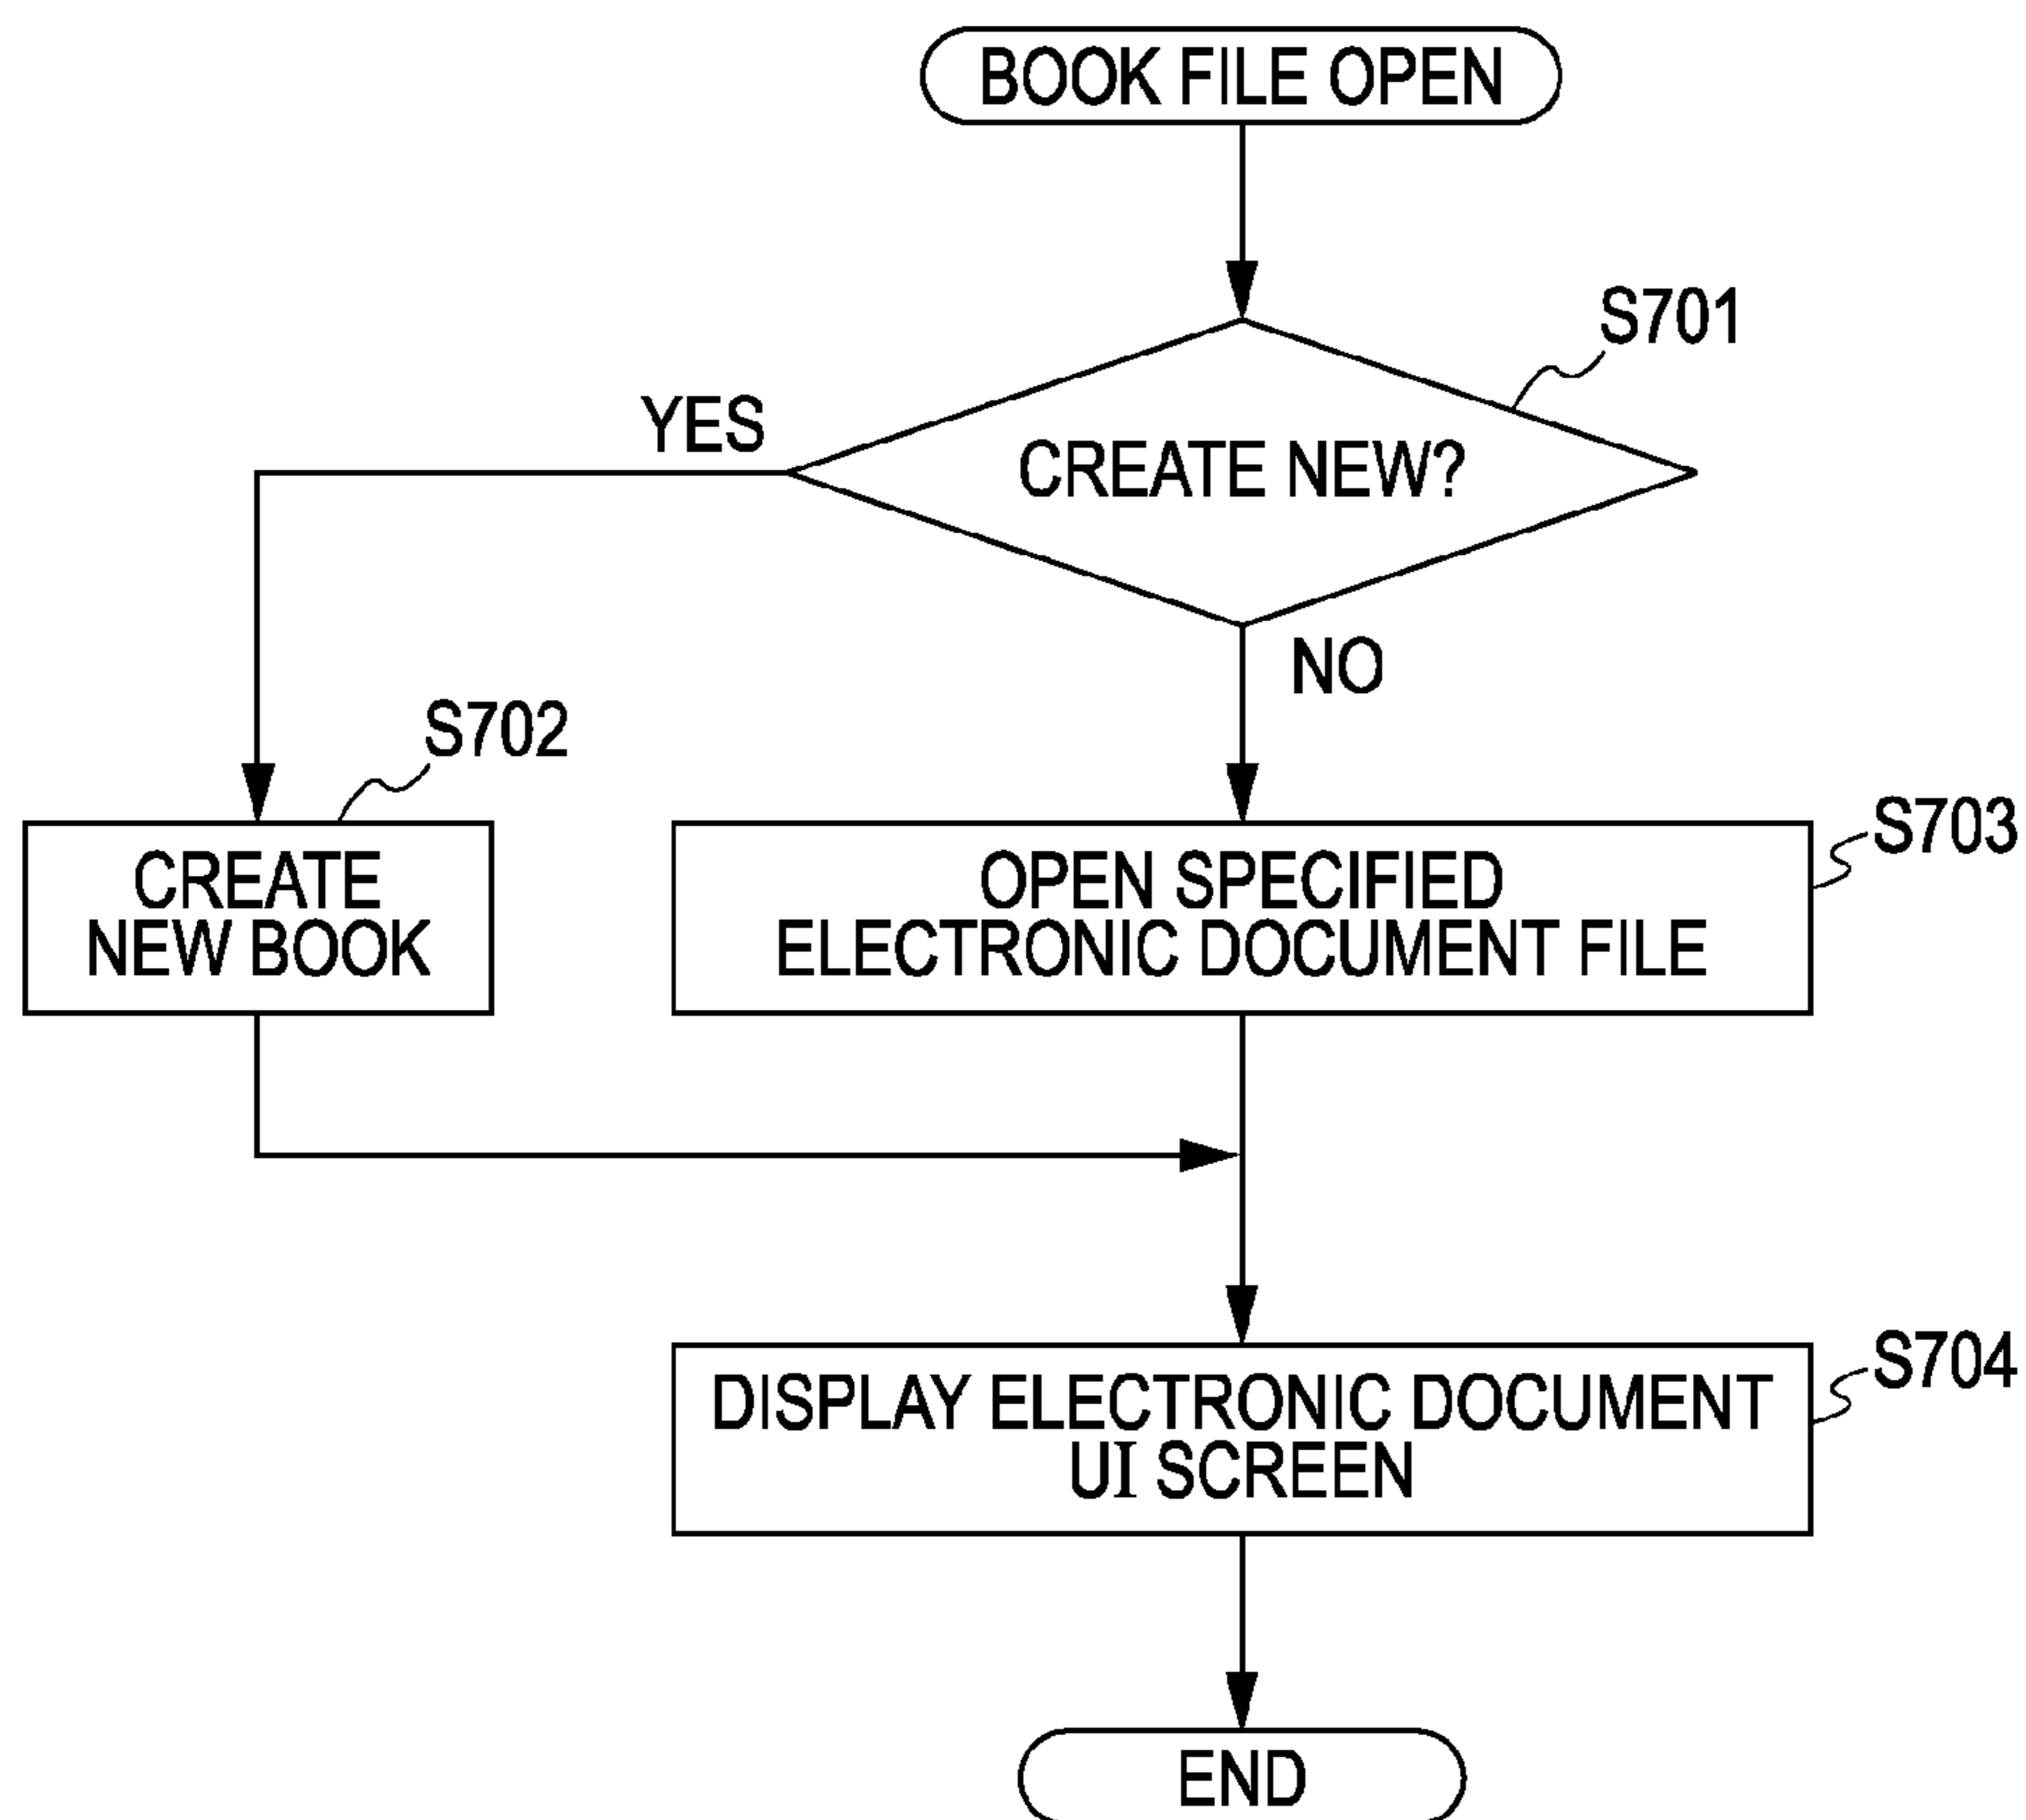 BOOK FILE OPEN
S701
YES
CREATE NEW?
NO
S702
CREATE
NEW BOOK
S703
OPEN SPECIFIED
ELECTRONIC DOCUMENT FILE
S704
DISPLAY ELECTRONIC DOCUMENT
UI SCREEN
END